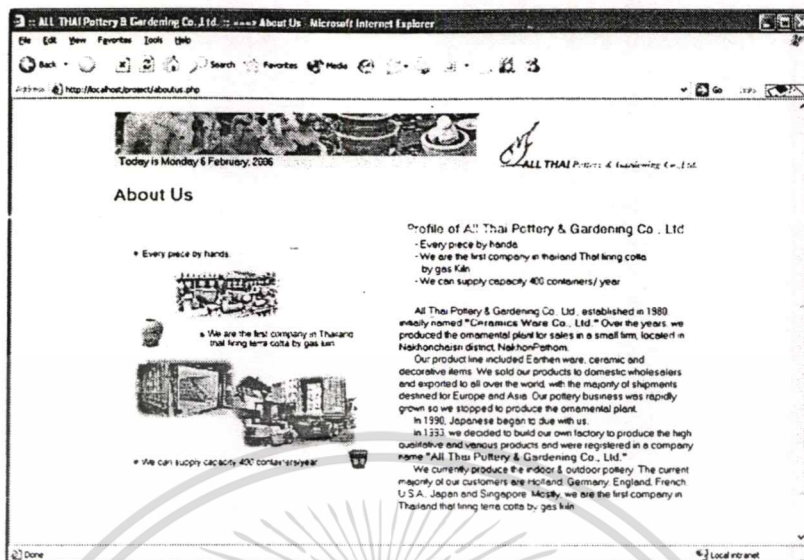 :: ALL THAI Pottery & Gardening Co.,Ltd. :: ===> About Us - Microsoft Internet Explorer
File Edit View Favorites Tools Help
Back Search Favorites Media
Address http://localhost/project/aboutus.php Go
Today is Monday 6 February, 2006
ALL THAI Pottery & Gardening Co.,Ltd.
About Us
• Every piece by hands.
• We are the first company in Thailand
that firing terra cotta by gas kiln
• We can supply capacity 400 containers/year
Profile of All Thai Pottery & Gardening Co., Ltd
- Every piece by hands
- We are the first company in thailand That firing cotta
by gas Kiln
- We can supply capacity 400 containers/ year
All Thai Pottery & Gardening Co., Ltd., established in 1980,
initially named "Ceramics Ware Co., Ltd." Over the years, we
produced the ornamental plant for sales in a small firm, located in
Nakhonchaisri district, NakhonPathom.
Our product line included Earthen ware, ceramic and
decorative items. We sold our products to domestic wholesalers
and exported to all over the world, with the majority of shipments
destined for Europe and Asia. Our pottery business was rapidly
grown so we stopped to produce the ornamental plant.
In 1990, Japanese began to due with us.
In 1993, we decided to build our own factory to produce the high
qualitative and various products and were registered in a company
name "All Thai Pottery & Gardening Co., Ltd."
We currently produce the indoor & outdoor pottery. The current
majority of our customers are Holland, Germany, England, French,
U.S.A., Japan and Singapore. Mostly, we are the first company in
Thailand that firing terra cotta by gas kiln
Done Local intranet